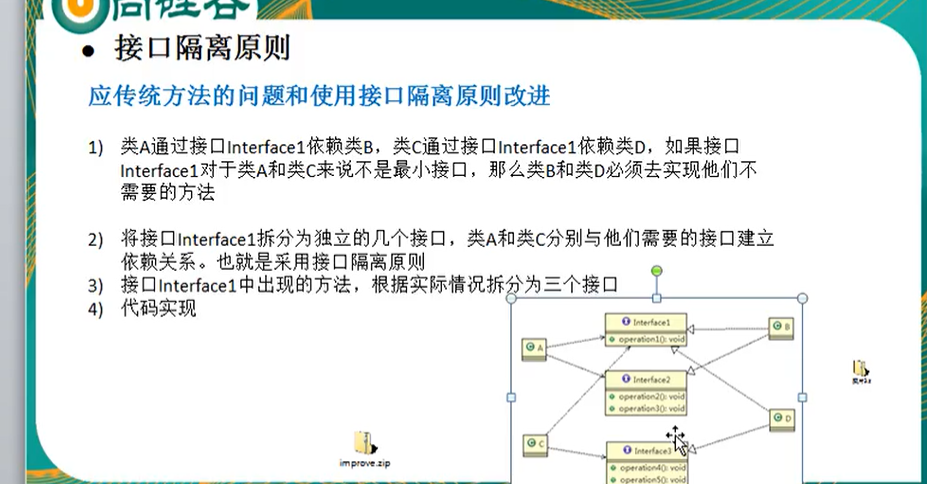 尚硅谷
● 接口隔离原则
应传统方法的问题和使用接口隔离原则改进
1) 类A通过接口Interface1依赖类B，类C通过接口Interface1依赖类D，如果接口
Interface1对于类A和类C来说不是最小接口，那么类B和类D必须去实现他们不
需要的方法
2) 将接口Interface1拆分为独立的几个接口，类A和类C分别与他们需要的接口建立
依赖关系。也就是采用接口隔离原则
3) 接口Interface1中出现的方法，根据实际情况拆分为三个接口
4) 代码实现
Interface1
operation1(): void
A
B
Interface2
operation2(): void
operation3(): void
C
D
Interface3
operation4(): void
operation5(): void
improve.zip